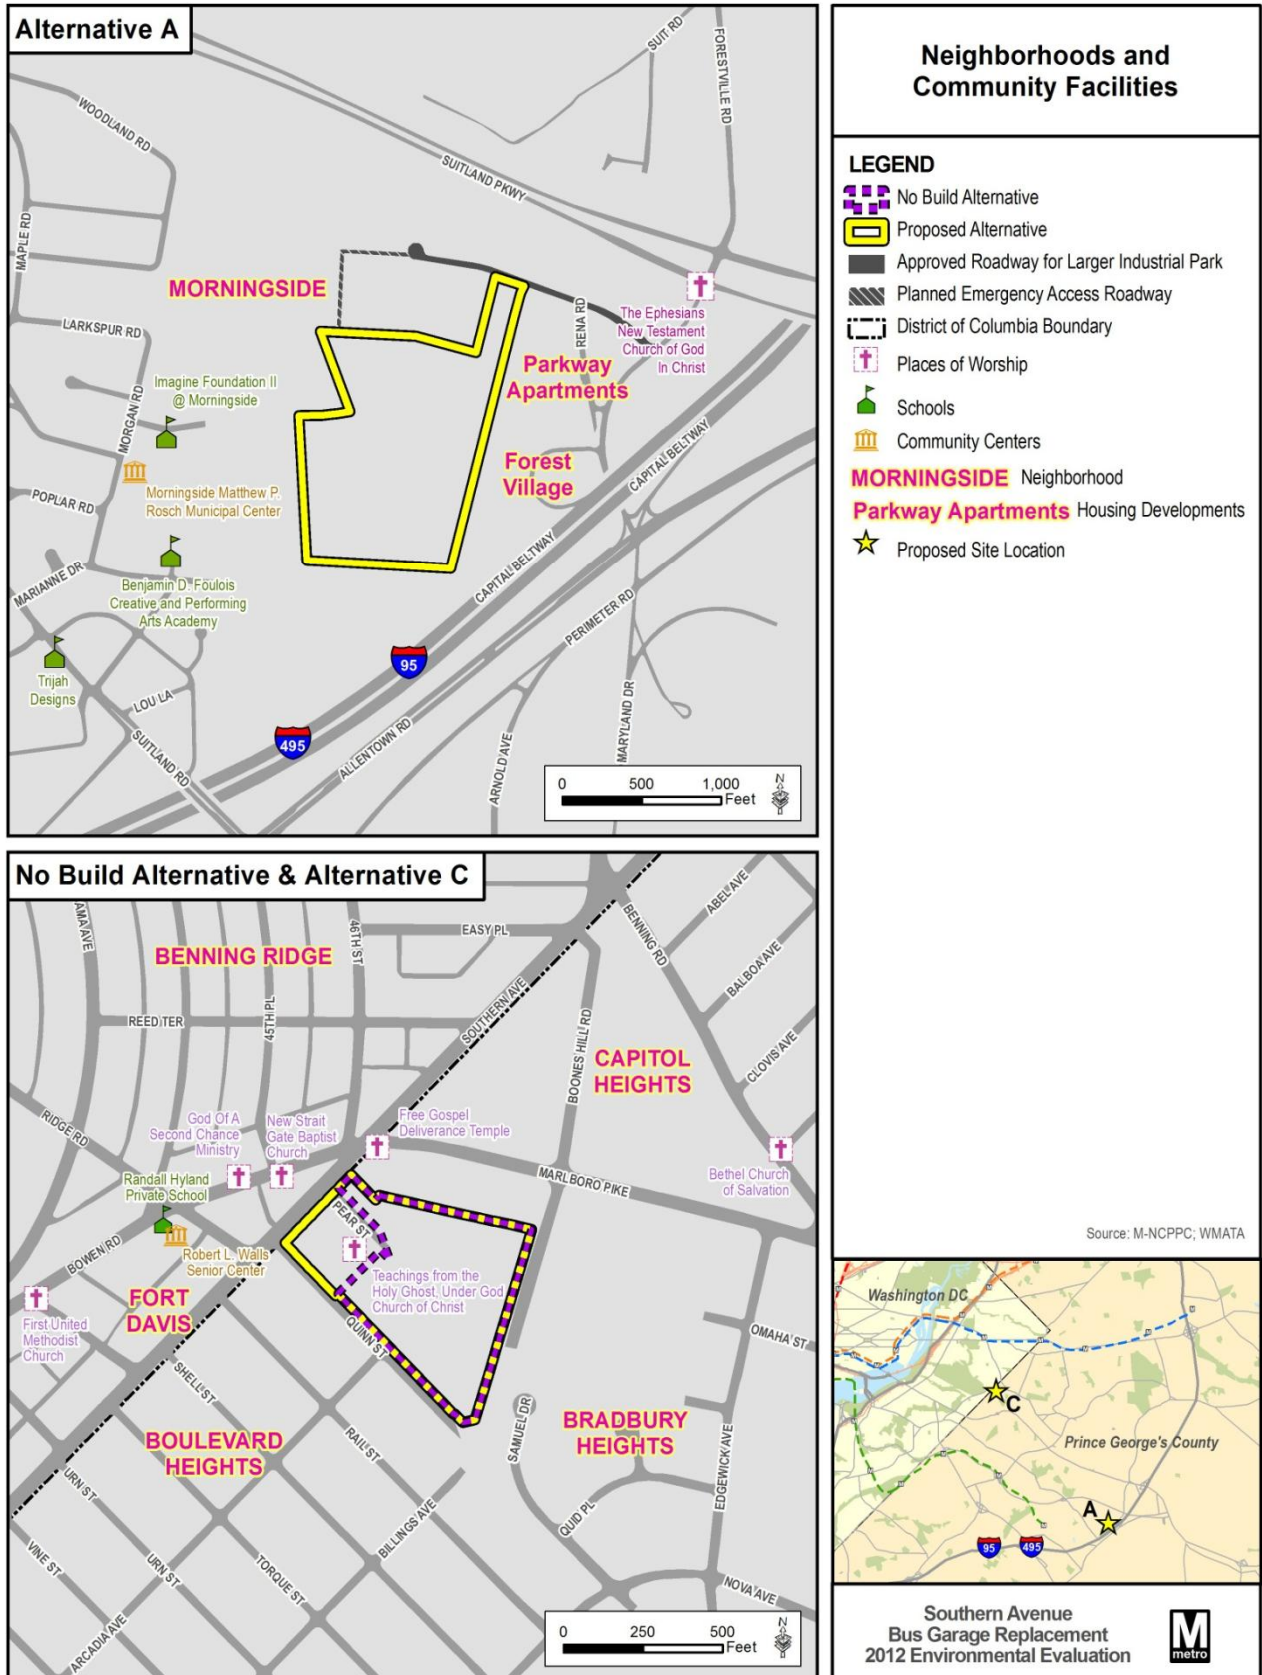 Alternative A
WOODLAND RD
MAPLE RD
SUIT RD
FORESTVILLE RD
SUITLAND PKWY
MORNINGSIDE
LARKSPUR RD
MORGAN RD
Imagine Foundation II
@ Morningside
Morningside Matthew P.
Rosch Municipal Center
POPLAR RD
MARIANNE DR
Benjamin D. Foulois
Creative and Performing
Arts Academy
Trijah
Designs
LOU LA
SUITLAND RD
RENA RD
The Ephesians
New Testament
Church of God
In Christ
Parkway
Apartments
Forest
Village
CAPITAL BELTWAY
CAPITAL BELTWAY
PERIMETER RD
95
495
ALLENTOWN RD
ARNOLD AVE
MARYLAND DR
0 500 1,000
Feet
N
No Build Alternative & Alternative C
AMA AVE
BENNING RIDGE
46TH ST
EASY PL
SOUTHERN AVE
BENNING RD
ABEL AVE
BALBOA AVE
CLOVIS AVE
REED TER
45TH PL
BOONES HILL RD
CAPITOL
HEIGHTS
RIDGE RD
God Of A
Second Chance
Ministry
New Strait
Gate Baptist
Church
Free Gospel
Deliverance Temple
MARLBORO PIKE
Bethel Church
of Salvation
Randall Hyland
Private School
BOWEN RD
Robert L. Walls
Senior Center
PEAR ST
Teachings from the
Holy Ghost, Under God
Church of Christ
First United
Methodist
Church
FORT
DAVIS
QUINN ST
OMAHA ST
SHELL ST
BOULEVARD
HEIGHTS
RAIL ST
SAMUEL DR
BRADBURY
HEIGHTS
EDGEWICK AVE
URN ST
VINE ST
URN ST
TORQUE ST
BILLINGS AVE
QUID PL
NOVA AVE
ARCADIA AVE
0 250 500
Feet
N
Neighborhoods and
Community Facilities
LEGEND
No Build Alternative
Proposed Alternative
Approved Roadway for Larger Industrial Park
Planned Emergency Access Roadway
District of Columbia Boundary
Places of Worship
Schools
Community Centers
MORNINGSIDE Neighborhood
Parkway Apartments Housing Developments
Proposed Site Location
Source: M-NCPPC; WMATA
Washington DC
C
Prince George's County
A
95 495
Southern Avenue
Bus Garage Replacement
2012 Environmental Evaluation
M
metro